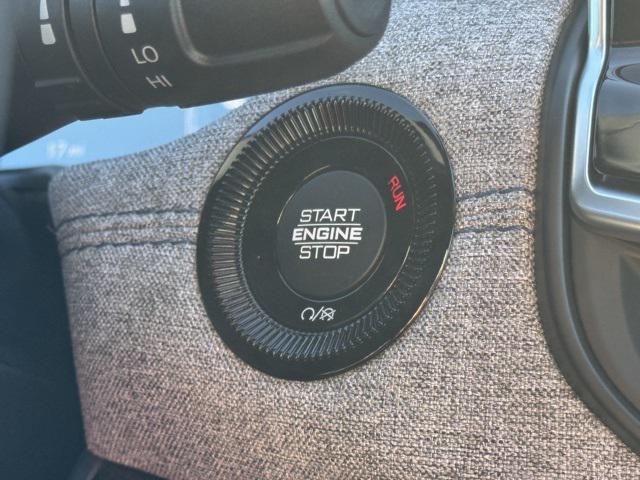 LO
HI
RUN
START
ENGINE
STOP